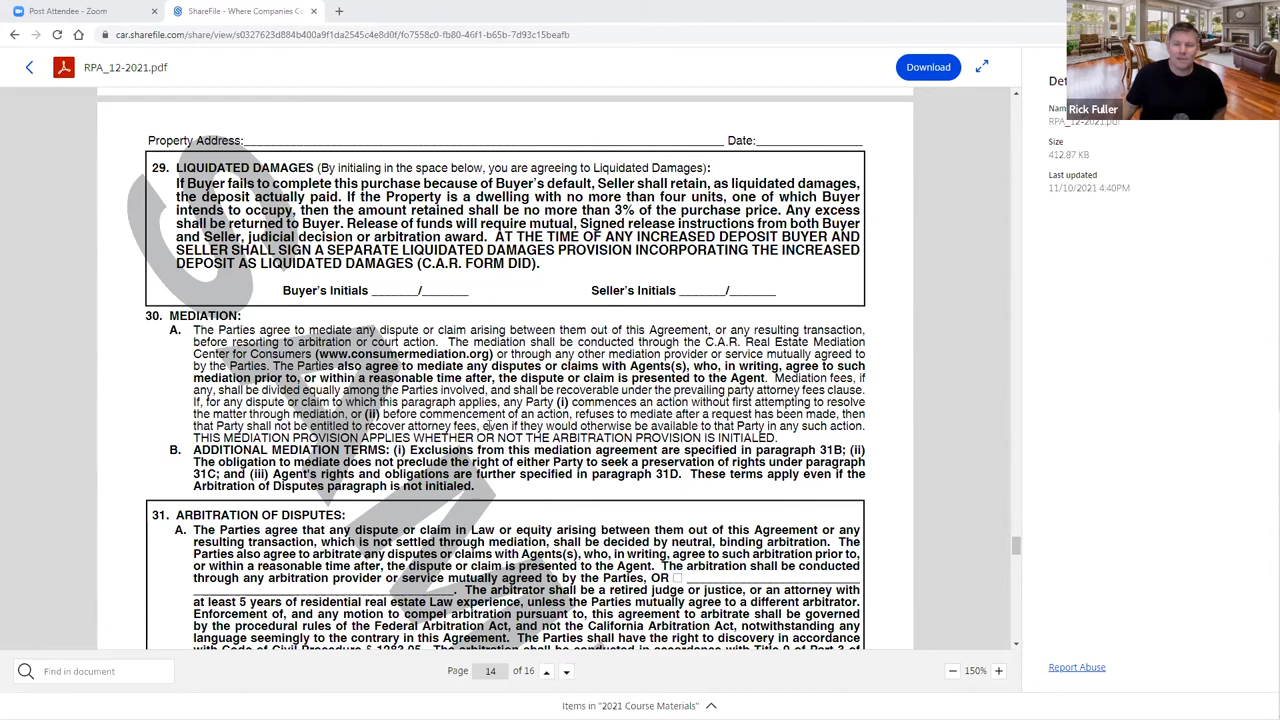 Post Attendee - Zoom
ShareFile - Where Companies Co
car.sharefile.com/share/view/s0327623d884b400a9f1da2545c4e8d0f/fo7558c0-fb80-46f1-b65b-7d93c15beafb
RPA_12-2021.pdf
Download
Rick Fuller
Det
Nam
RPA_12-2021.pdf
Size
412.87 KB
Last updated
11/10/2021 4:40PM
Property Address: Date:
29. LIQUIDATED DAMAGES (By initialing in the space below, you are agreeing to Liquidated Damages):
If Buyer fails to complete this purchase because of Buyer's default, Seller shall retain, as liquidated damages,
the deposit actually paid. If the Property is a dwelling with no more than four units, one of which Buyer
intends to occupy, then the amount retained shall be no more than 3% of the purchase price. Any excess
shall be returned to Buyer. Release of funds will require mutual, Signed release instructions from both Buyer
and Seller, judicial decision or arbitration award. AT THE TIME OF ANY INCREASED DEPOSIT BUYER AND
SELLER SHALL SIGN A SEPARATE LIQUIDATED DAMAGES PROVISION INCORPORATING THE INCREASED
DEPOSIT AS LIQUIDATED DAMAGES (C.A.R. FORM DID).
Buyer's Initials _______/_______ Seller's Initials _______/_______
30. MEDIATION:
A. The Parties agree to mediate any dispute or claim arising between them out of this Agreement, or any resulting transaction,
before resorting to arbitration or court action. The mediation shall be conducted through the C.A.R. Real Estate Mediation
Center for Consumers (www.consumermediation.org) or through any other mediation provider or service mutually agreed to
by the Parties. The Parties also agree to mediate any disputes or claims with Agents(s), who, in writing, agree to such
mediation prior to, or within a reasonable time after, the dispute or claim is presented to the Agent. Mediation fees, if
any, shall be divided equally among the Parties involved, and shall be recoverable under the prevailing party attorney fees clause.
If, for any dispute or claim to which this paragraph applies, any Party (i) commences an action without first attempting to resolve
the matter through mediation, or (ii) before commencement of an action, refuses to mediate after a request has been made, then
that Party shall not be entitled to recover attorney fees, even if they would otherwise be available to that Party in any such action.
THIS MEDIATION PROVISION APPLIES WHETHER OR NOT THE ARBITRATION PROVISION IS INITIALED.
B. ADDITIONAL MEDIATION TERMS: (i) Exclusions from this mediation agreement are specified in paragraph 31B; (ii)
The obligation to mediate does not preclude the right of either Party to seek a preservation of rights under paragraph
31C; and (iii) Agent's rights and obligations are further specified in paragraph 31D. These terms apply even if the
Arbitration of Disputes paragraph is not initialed.
31. ARBITRATION OF DISPUTES:
A. The Parties agree that any dispute or claim in Law or equity arising between them out of this Agreement or any
resulting transaction, which is not settled through mediation, shall be decided by neutral, binding arbitration. The
Parties also agree to arbitrate any disputes or claims with Agents(s), who, in writing, agree to such arbitration prior to,
or within a reasonable time after, the dispute or claim is presented to the Agent. The arbitration shall be conducted
through any arbitration provider or service mutually agreed to by the Parties, OR
. The arbitrator shall be a retired judge or justice, or an attorney with
at least 5 years of residential real estate Law experience, unless the Parties mutually agree to a different arbitrator.
Enforcement of, and any motion to compel arbitration pursuant to, this agreement to arbitrate shall be governed
by the procedural rules of the Federal Arbitration Act, and not the California Arbitration Act, notwithstanding any
language seemingly to the contrary in this Agreement. The Parties shall have the right to discovery in accordance
with Code of Civil Procedure § 1283.05. The arbitration shall be conducted in accordance with Title 9 of Part 3 of
Find in document
Page 14 of 16
150%
Report Abuse
Items in "2021 Course Materials"